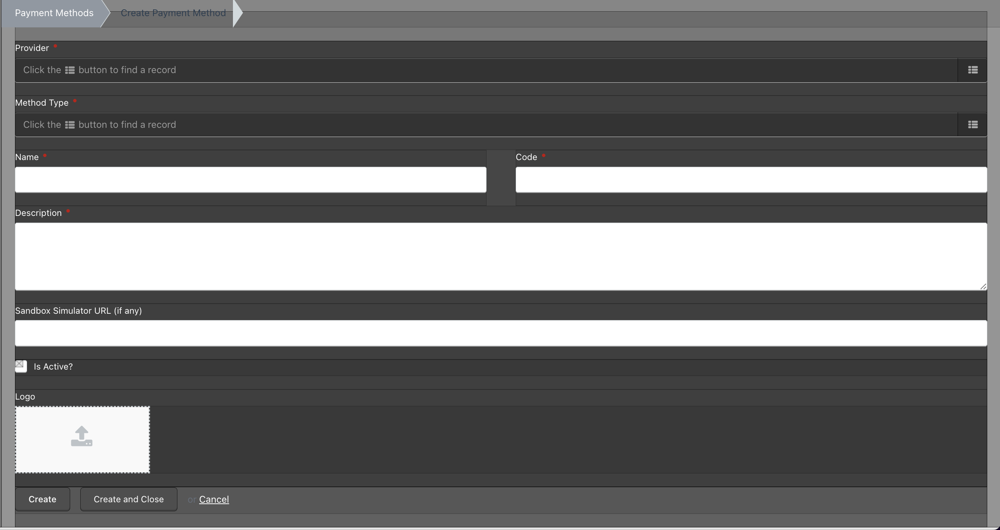 Payment Methods
Create Payment Method
Provider
Click the button to find a record
Method Type
Click the button to find a record
Name
Code
Description
Sandbox Simulator URL (if any)
Is Active?
Logo
Create
Create and Close
or Cancel